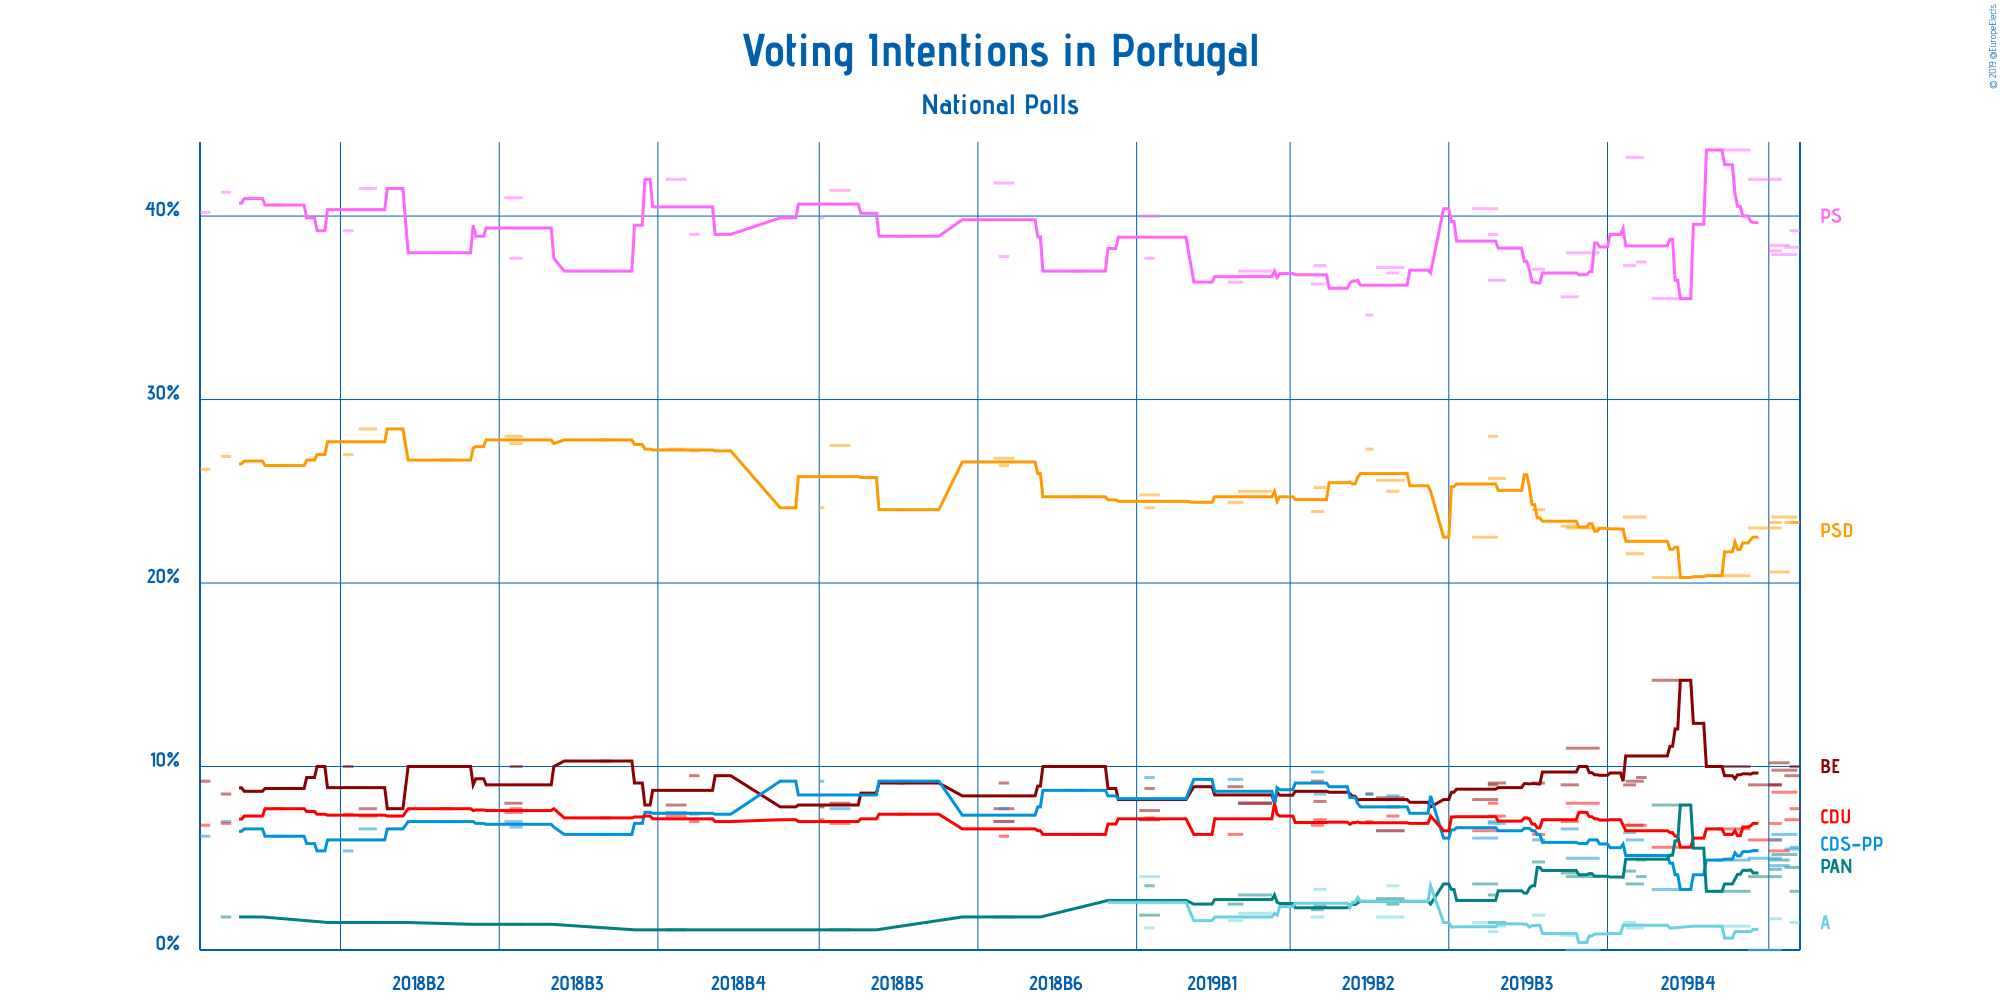 Voting Intentions in Portugal
National Polls
© 2019 @EuropeElects
40%
30%
20%
10%
0%
PS
PSD
BE
CDU
CDS-PP
PAN
A
2018B2 2018B3 2018B4 2018B5 2018B6 2019B1 2019B2 2019B3 2019B4